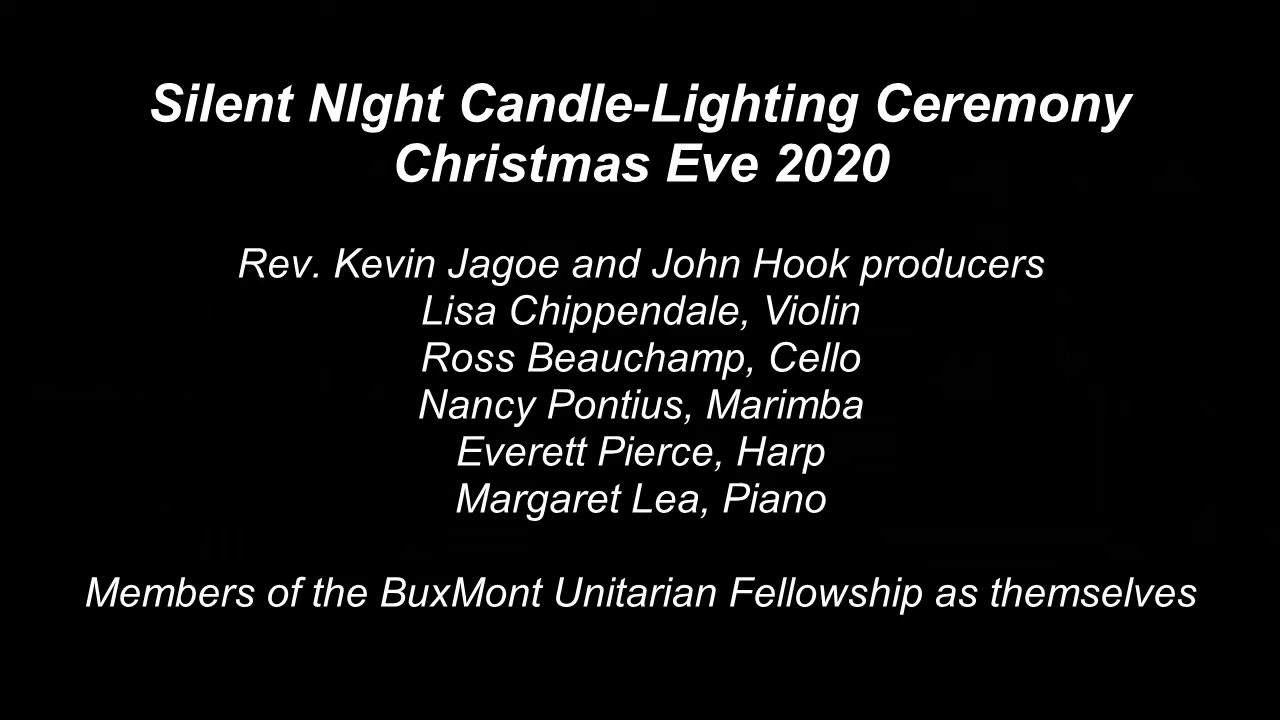 Silent NIght Candle-Lighting Ceremony
Christmas Eve 2020
Rev. Kevin Jagoe and John Hook producers
Lisa Chippendale, Violin
Ross Beauchamp, Cello
Nancy Pontius, Marimba
Everett Pierce, Harp
Margaret Lea, Piano
Members of the BuxMont Unitarian Fellowship as themselves